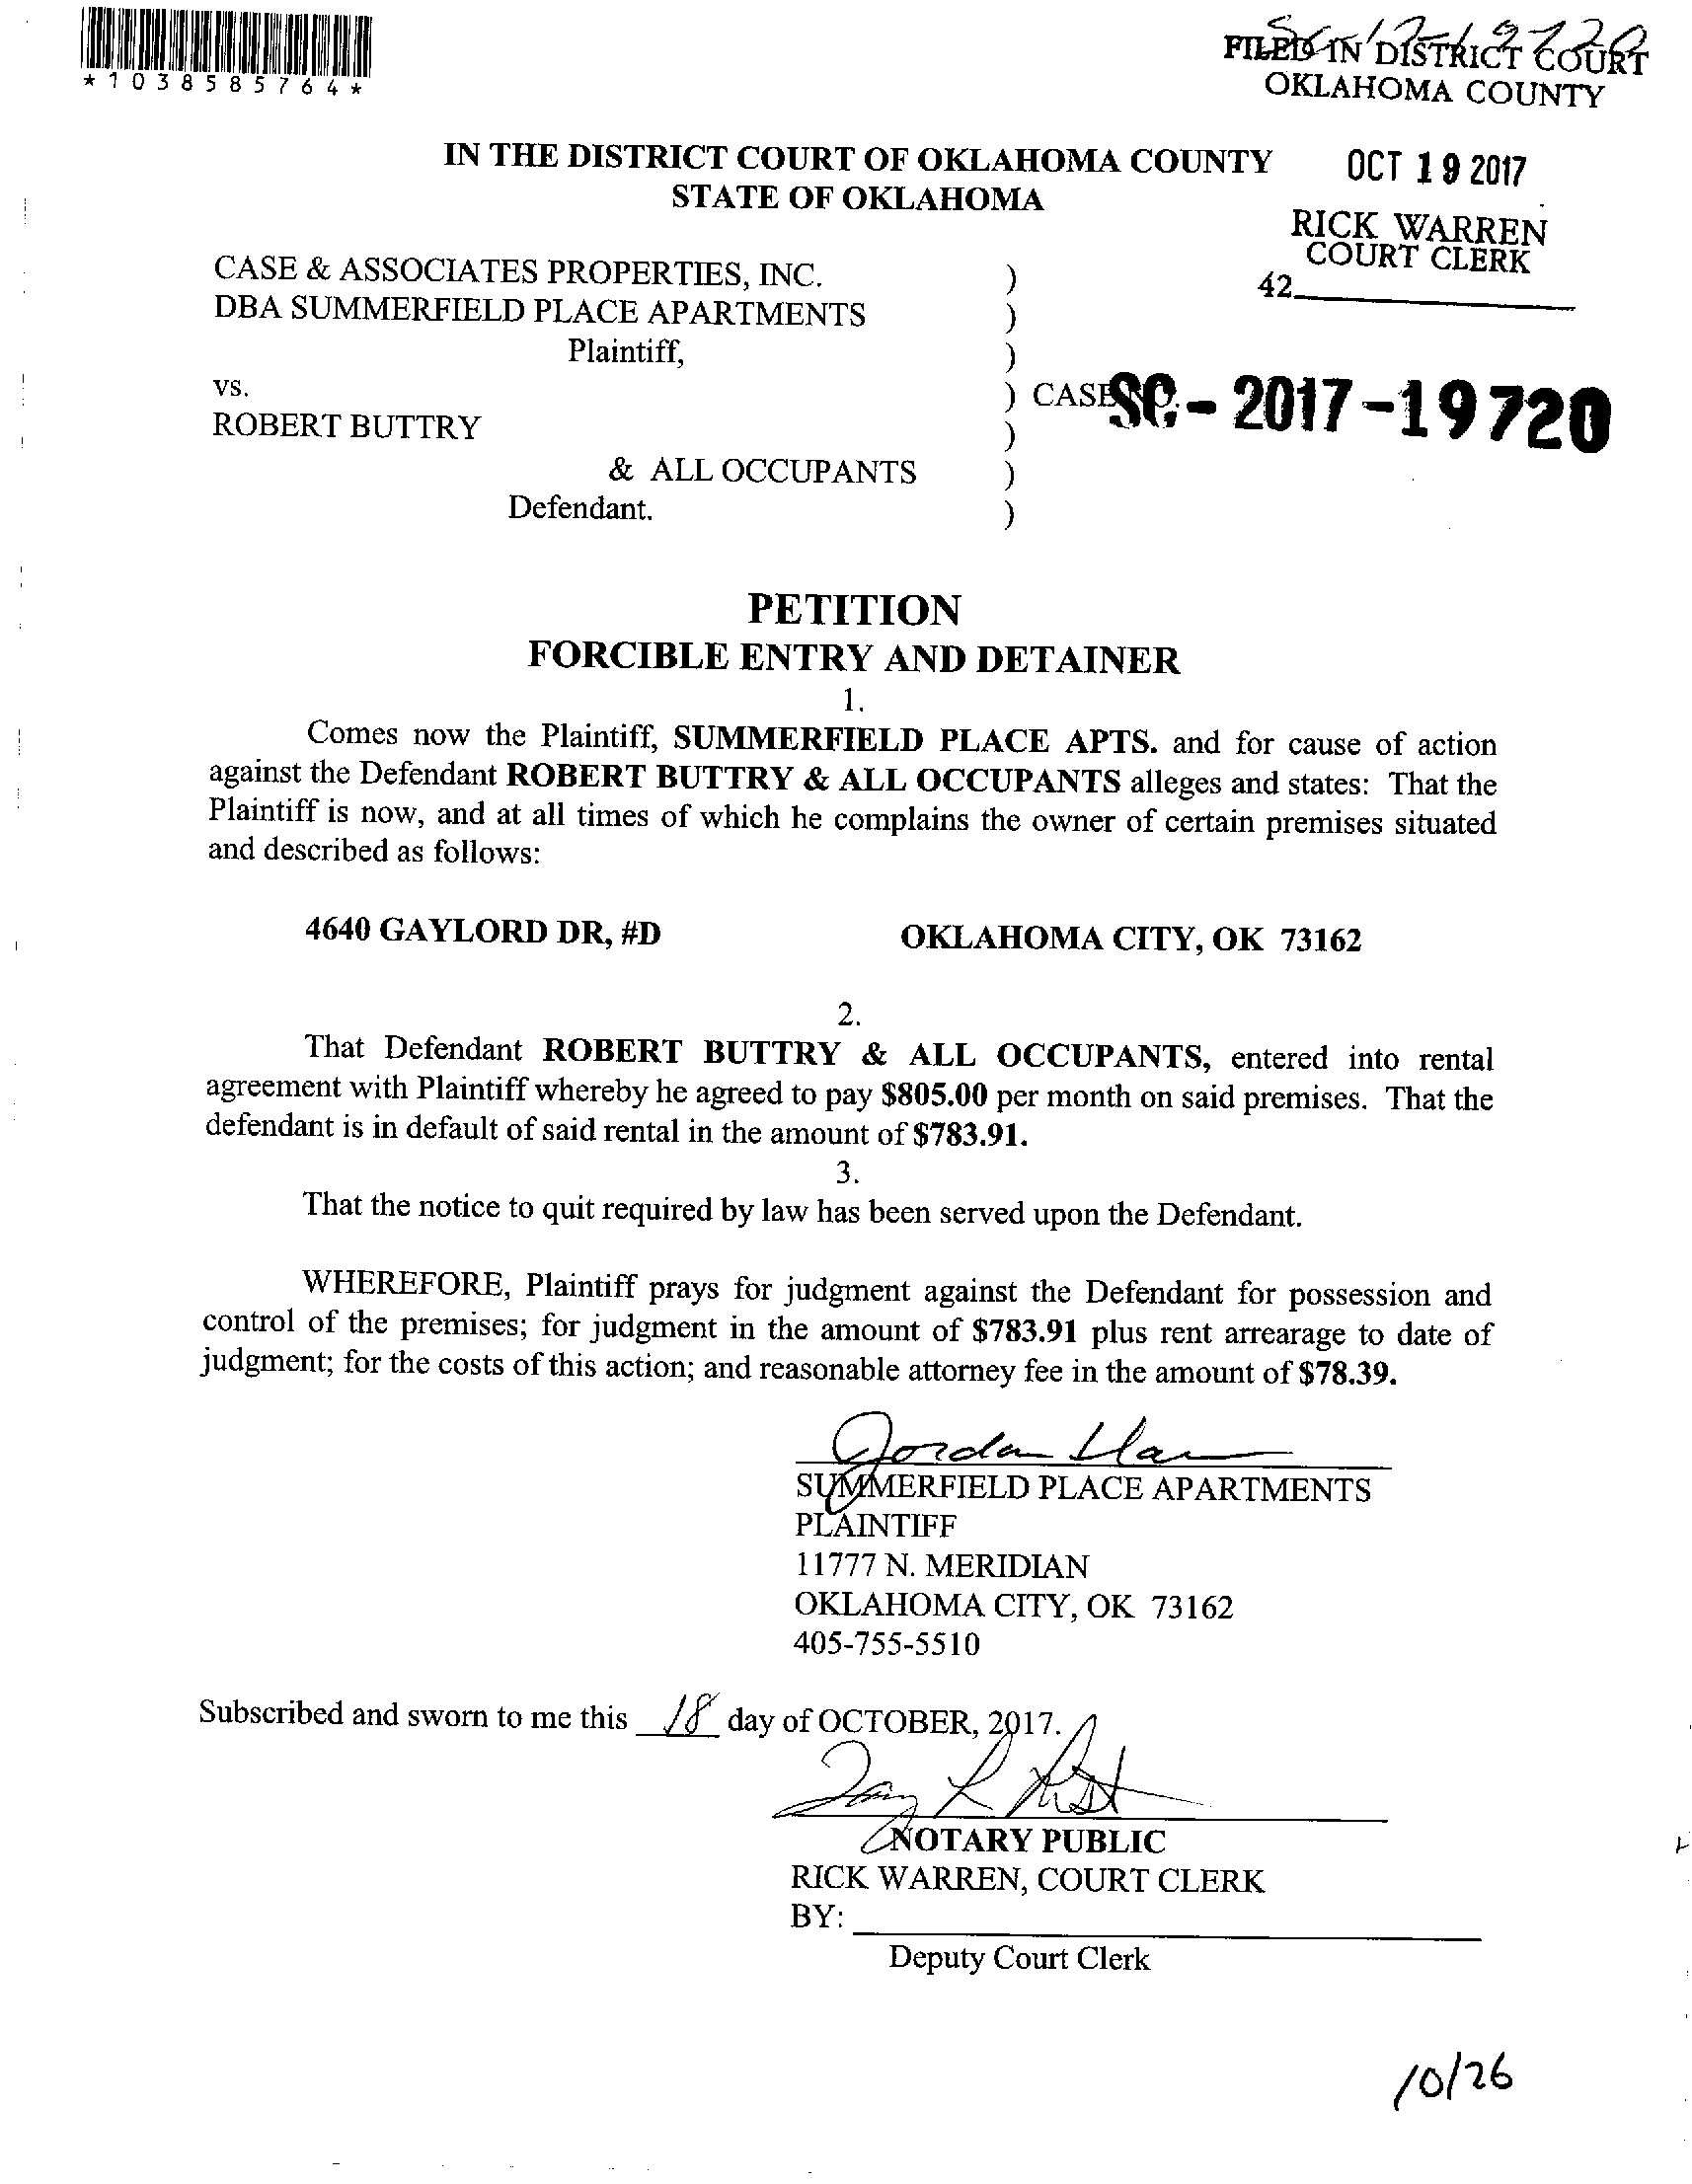 *1038585764*
SC-17-19720
FILED IN DISTRICT COURT
OKLAHOMA COUNTY
OCT 19 2017
RICK WARREN
COURT CLERK
42
IN THE DISTRICT COURT OF OKLAHOMA COUNTY
STATE OF OKLAHOMA
CASE & ASSOCIATES PROPERTIES, INC. )
DBA SUMMERFIELD PLACE APARTMENTS )
Plaintiff, )
vs. ) CASE NO. SC - 2017 - 19720
ROBERT BUTTRY )
& ALL OCCUPANTS )
Defendant. )
PETITION
FORCIBLE ENTRY AND DETAINER
1.
Comes now the Plaintiff, SUMMERFIELD PLACE APTS. and for cause of action
against the Defendant ROBERT BUTTRY & ALL OCCUPANTS alleges and states: That the
Plaintiff is now, and at all times of which he complains the owner of certain premises situated
and described as follows:
4640 GAYLORD DR, #D OKLAHOMA CITY, OK 73162
2.
That Defendant ROBERT BUTTRY & ALL OCCUPANTS, entered into rental
agreement with Plaintiff whereby he agreed to pay $805.00 per month on said premises. That the
defendant is in default of said rental in the amount of $783.91.
3.
That the notice to quit required by law has been served upon the Defendant.
WHEREFORE, Plaintiff prays for judgment against the Defendant for possession and
control of the premises; for judgment in the amount of $783.91 plus rent arrearage to date of
judgment; for the costs of this action; and reasonable attorney fee in the amount of $78.39.
Jordan
SUMMERFIELD PLACE APARTMENTS
PLAINTIFF
11777 N. MERIDIAN
OKLAHOMA CITY, OK 73162
405-755-5510
Subscribed and sworn to me this 18 day of OCTOBER, 2017.
NOTARY PUBLIC
RICK WARREN, COURT CLERK
BY:
Deputy Court Clerk
10/26